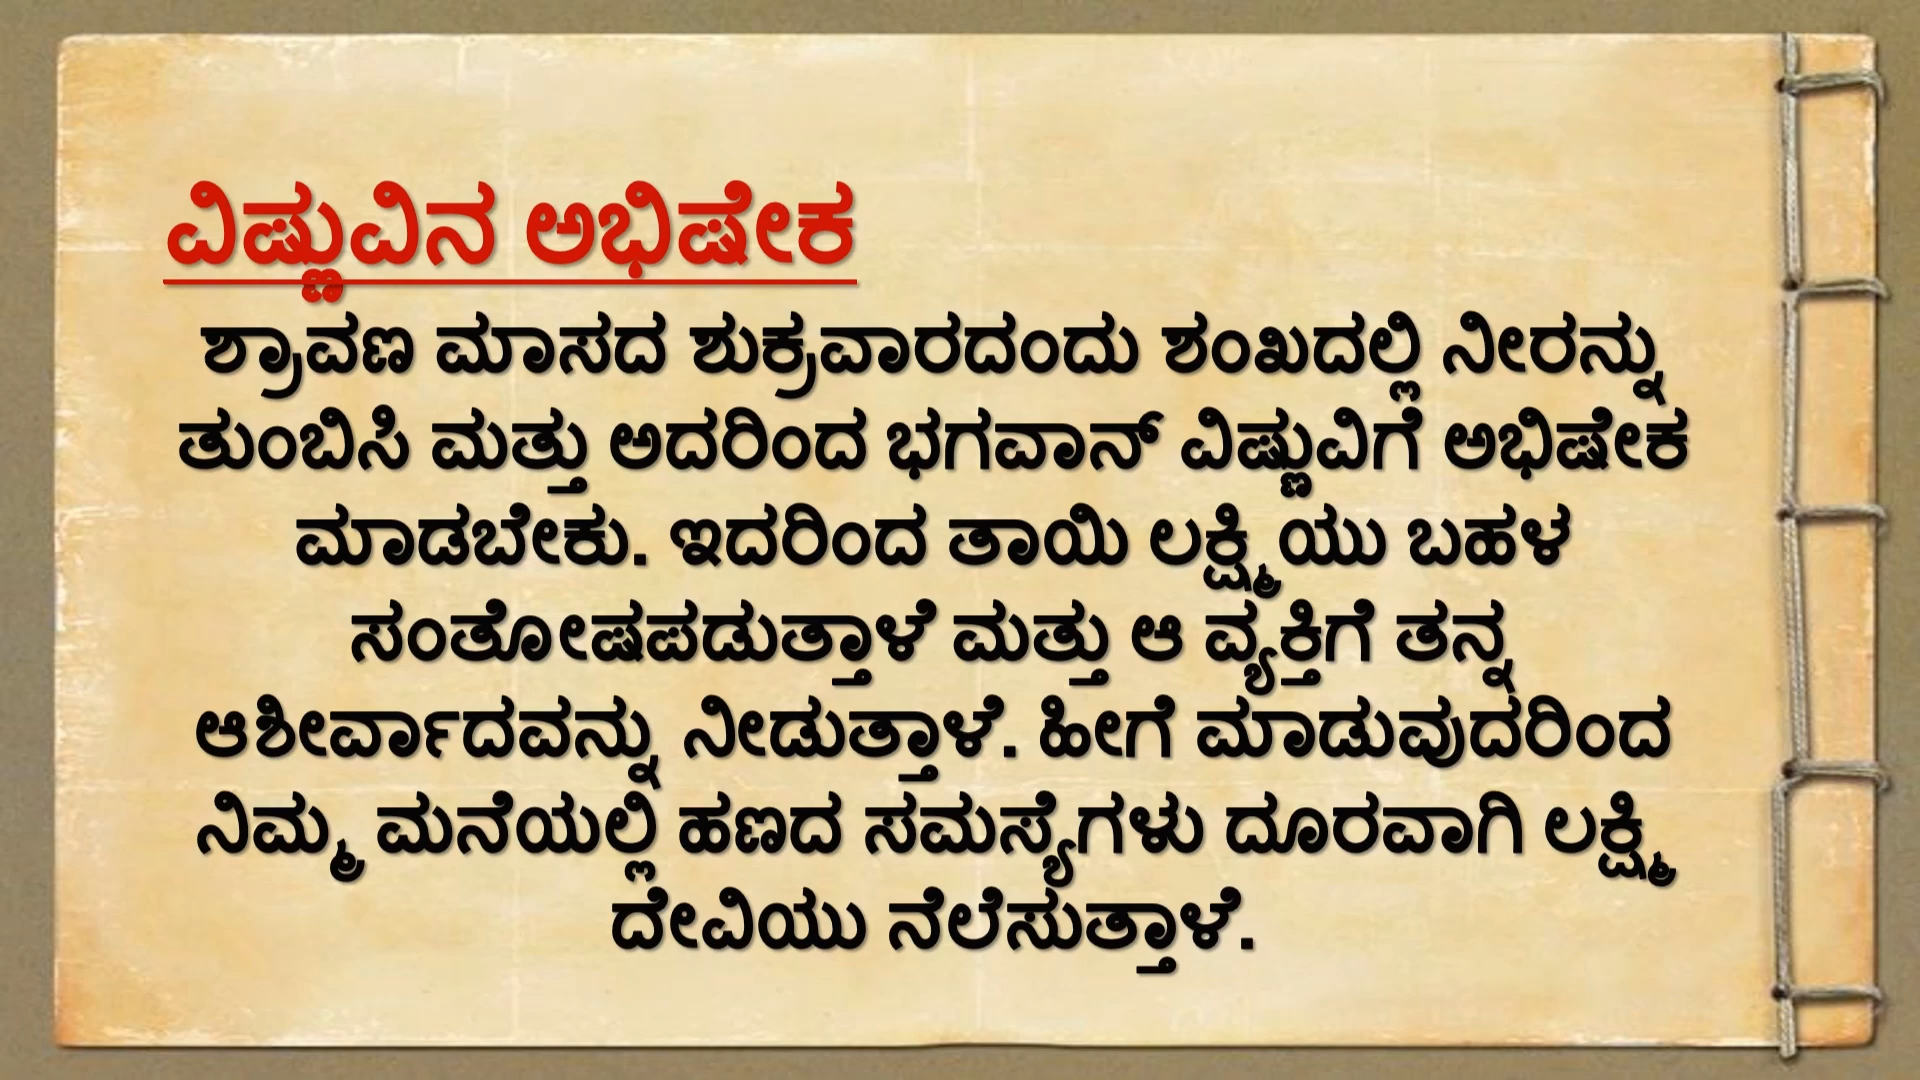 ವಿಷ್ಣುವಿನ ಅಭಿಷೇಕ
ಶ್ರಾವಣ ಮಾಸದ ಶುಕ್ರವಾರದಂದು ಶಂಖದಲ್ಲಿ ನೀರನ್ನು
ತುಂಬಿಸಿ ಮತ್ತು ಅದರಿಂದ ಭಗವಾನ್ ವಿಷ್ಣುವಿಗೆ ಅಭಿಷೇಕ
ಮಾಡಬೇಕು. ಇದರಿಂದ ತಾಯಿ ಲಕ್ಷ್ಮಿಯು ಬಹಳ
ಸಂತೋಷಪಡುತ್ತಾಳೆ ಮತ್ತು ಆ ವ್ಯಕ್ತಿಗೆ ತನ್ನ
ಆಶೀರ್ವಾದವನ್ನು ನೀಡುತ್ತಾಳೆ. ಹೀಗೆ ಮಾಡುವುದರಿಂದ
ನಿಮ್ಮ ಮನೆಯಲ್ಲಿ ಹಣದ ಸಮಸ್ಯೆಗಳು ದೂರವಾಗಿ ಲಕ್ಷ್ಮಿ
ದೇವಿಯು ನೆಲೆಸುತ್ತಾಳೆ.